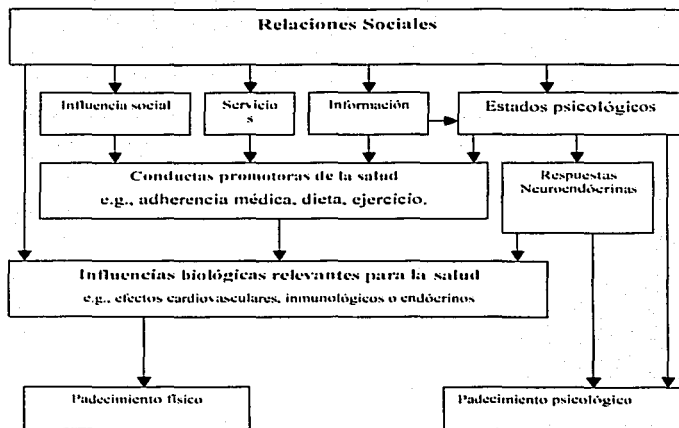 Relaciones Sociales
Influencia social
Servicio
s
Información
Estados psicológicos
Conductas promotoras de la salud
e.g., adherencia médica, dieta, ejercicio.
Respuestas
Neuroendócrinas
Influencias biológicas relevantes para la salud
e.g., efectos cardiovasculares, inmunológicos o endócrinos
Padecimiento físico
Padecimiento psicológico